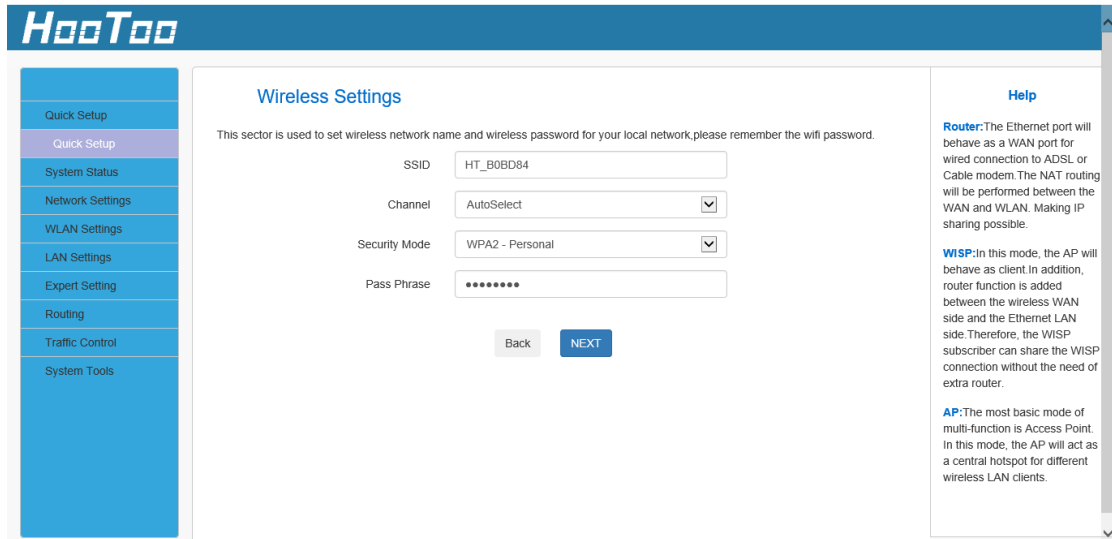 HooToo
Quick Setup
Quick Setup
System Status
Network Settings
WLAN Settings
LAN Settings
Expert Setting
Routing
Traffic Control
System Tools
Wireless Settings
This sector is used to set wireless network name and wireless password for your local network,please remember the wifi password.
SSID HT_B0BD84
Channel AutoSelect
Security Mode WPA2 - Personal
Pass Phrase ••••••••
Back NEXT
Help
Router:The Ethernet port will
behave as a WAN port for
wired connection to ADSL or
Cable modem.The NAT routing
will be performed between the
WAN and WLAN. Making IP
sharing possible.
WISP:In this mode, the AP will
behave as client.In addition,
router function is added
between the wireless WAN
side and the Ethernet LAN
side.Therefore, the WISP
subscriber can share the WISP
connection without the need of
extra router.
AP:The most basic mode of
multi-function is Access Point.
In this mode, the AP will act as
a central hotspot for different
wireless LAN clients.